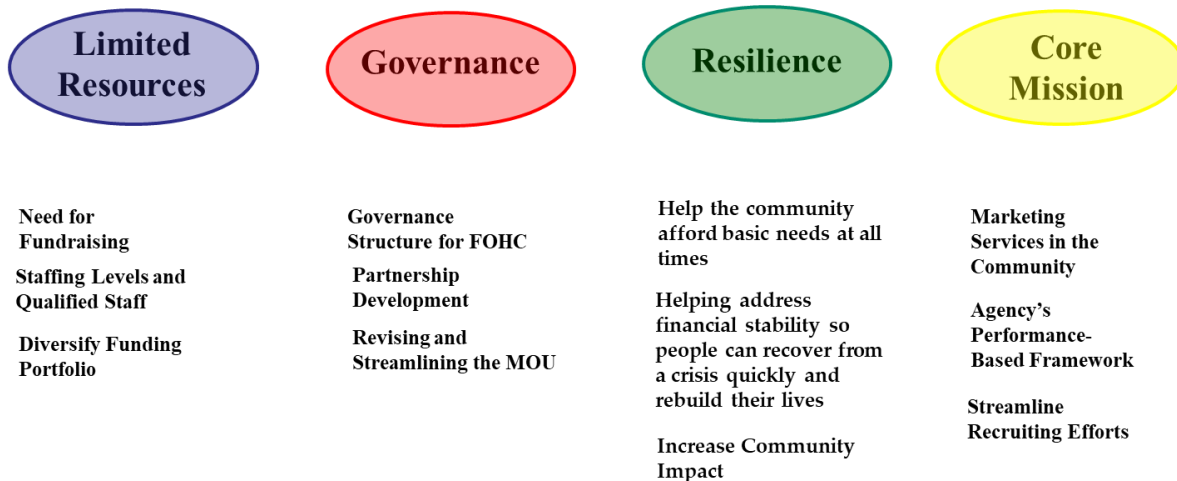 Limited
Resources
Governance
Resilience
Core
Mission
Need for
Fundraising
Staffing Levels and
Qualified Staff
Diversify Funding
Portfolio
Governance
Structure for FOHC
Partnership
Development
Revising and
Streamlining the MOU
Help the community
afford basic needs at all
times
Helping address
financial stability so
people can recover from
a crisis quickly and
rebuild their lives
Increase Community
Impact
Marketing
Services in the
Community
Agency's
Performance-
Based Framework
Streamline
Recruiting Efforts